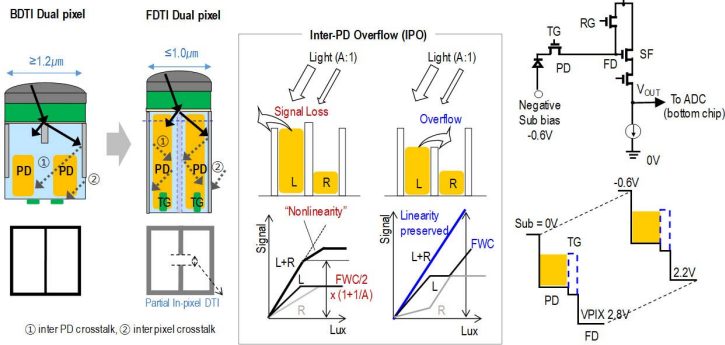 BDTI Dual pixel
FDTI Dual pixel
≥1.2μm
≤1.0μm
PD
PD
①
②
PD
PD
①
②
TG
TG
Partial In-pixel DTI
① inter PD crosstalk, ② inter pixel crosstalk
Inter-PD Overflow (IPO)
Light (A:1)
Light (A:1)
Signal Loss
Overflow
L
R
L
R
Signal
"Nonlinearity"
L+R
L
R
FWC/2
x (1+1/A)
Lux
Signal
Linearity
preserved
L+R
FWC
L
R
Lux
RG
TG
SF
PD
FD
VOUT
To ADC
(bottom chip)
Negative
Sub bias
-0.6V
0V
-0.6V
Sub = 0V
TG
PD
2.2V
VPIX 2.8V
FD